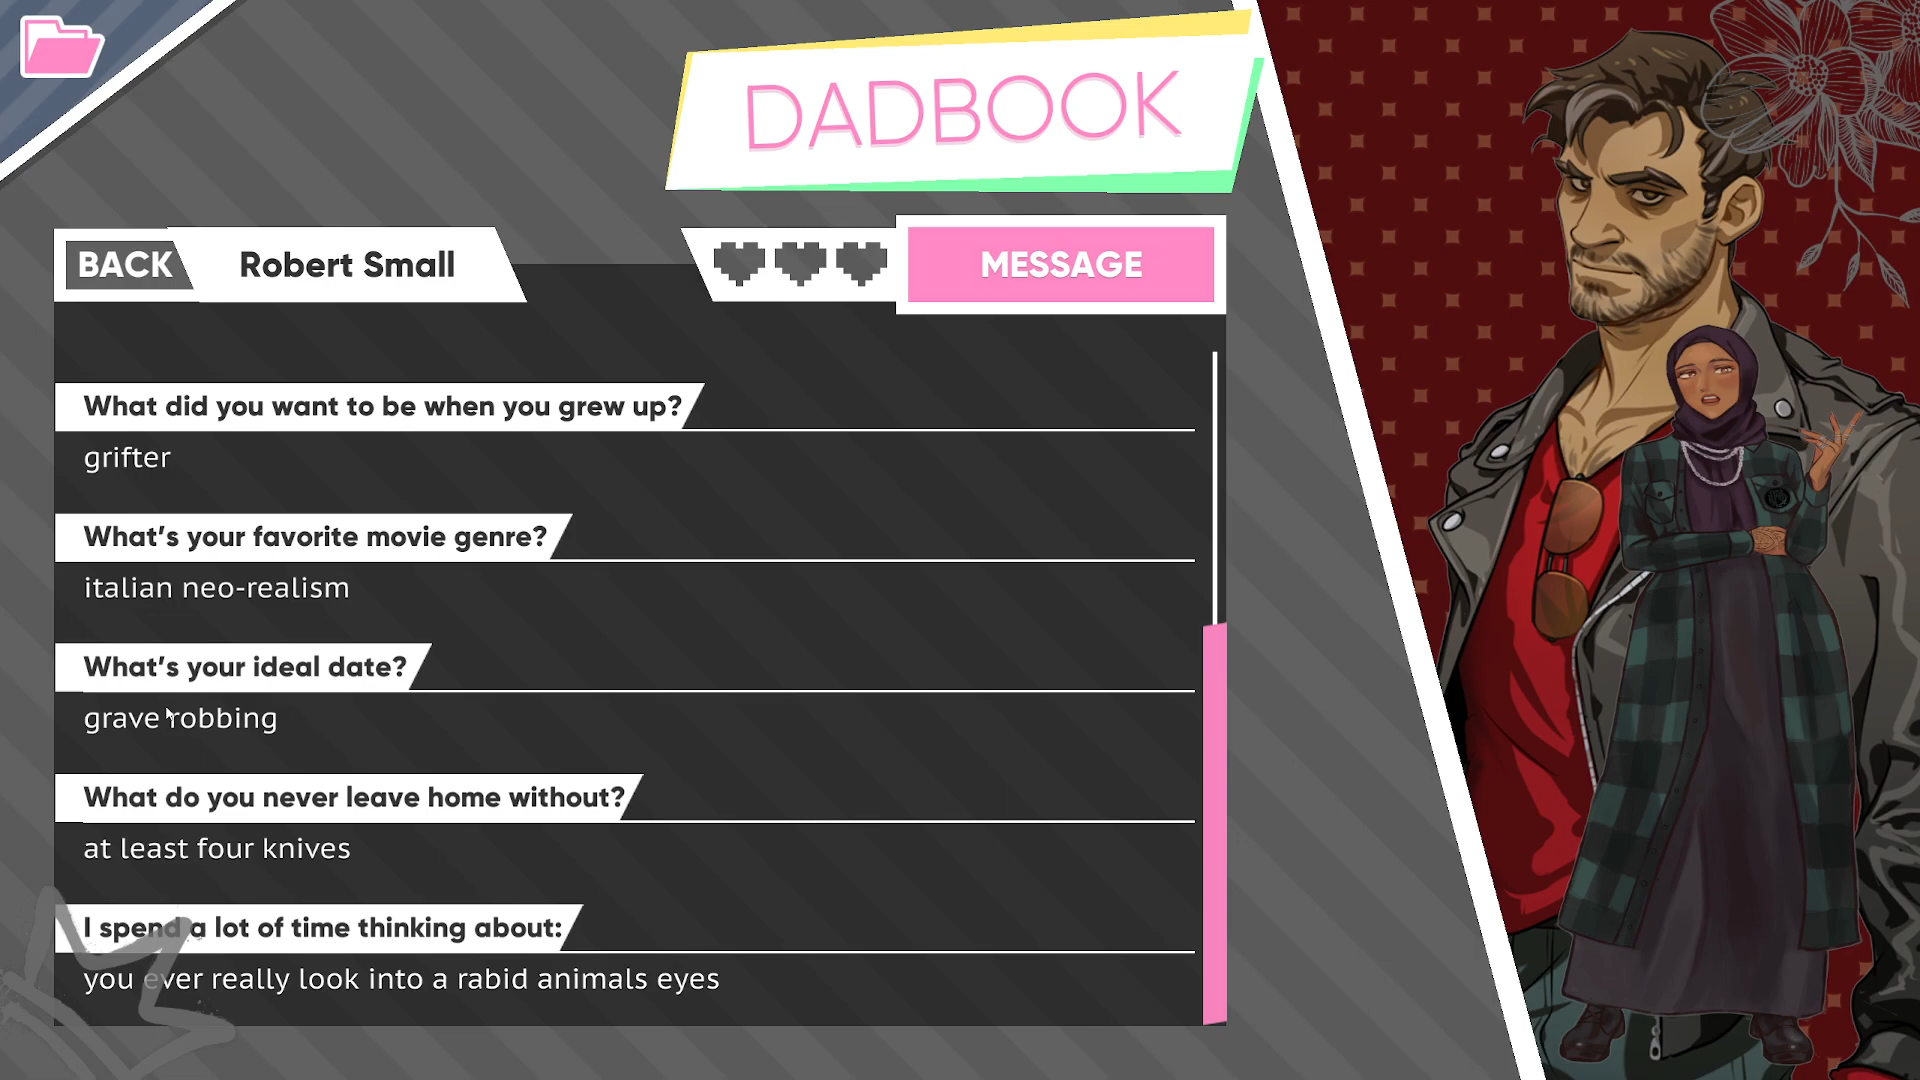 DADBOOK
BACK
Robert Small
MESSAGE
What did you want to be when you grew up?
grifter
What's your favorite movie genre?
italian neo-realism
What's your ideal date?
grave robbing
What do you never leave home without?
at least four knives
I spend a lot of time thinking about:
you ever really look into a rabid animals eyes